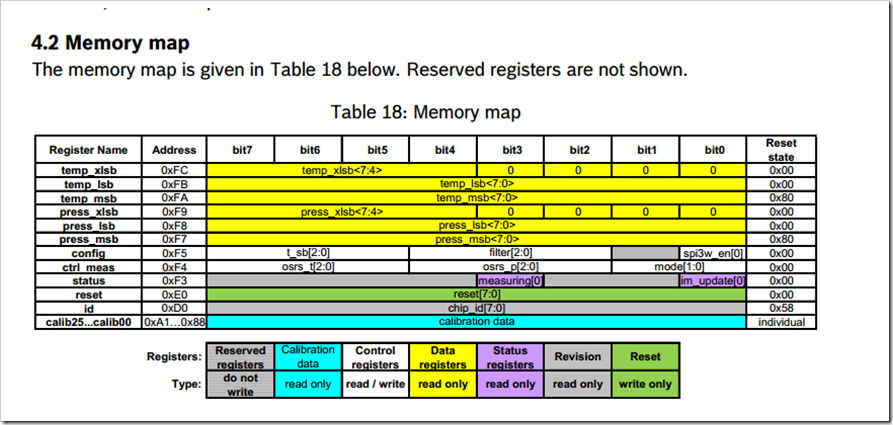 4.2 Memory map
The memory map is given in Table 18 below. Reserved registers are not shown.
Table 18: Memory map
Register Name Address bit7 bit6 bit5 bit4 bit3 bit2 bit1 bit0 Reset state
temp_xlsb 0xFC temp_xlsb<7:4> 0 0 0 0 0x00
temp_lsb 0xFB temp_lsb<7:0> 0x00
temp_msb 0xFA temp_msb<7:0> 0x80
press_xlsb 0xF9 press_xlsb<7:4> 0 0 0 0 0x00
press_lsb 0xF8 press_lsb<7:0> 0x00
press_msb 0xF7 press_msb<7:0> 0x80
config 0xF5 t_sb[2:0] filter[2:0] spi3w_en[0] 0x00
ctrl_meas 0xF4 osrs_t[2:0] osrs_p[2:0] mode[1:0] 0x00
status 0xF3 measuring[0] im_update[0] 0x00
reset 0xE0 reset[7:0] 0x00
id 0xD0 chip_id[7:0] 0x58
calib25...calib00 0xA1...0x88 calibration data individual
Registers: Reserved registers Calibration data Control registers Data registers Status registers Revision Reset
Type: do not write read only read / write read only read only read only write only